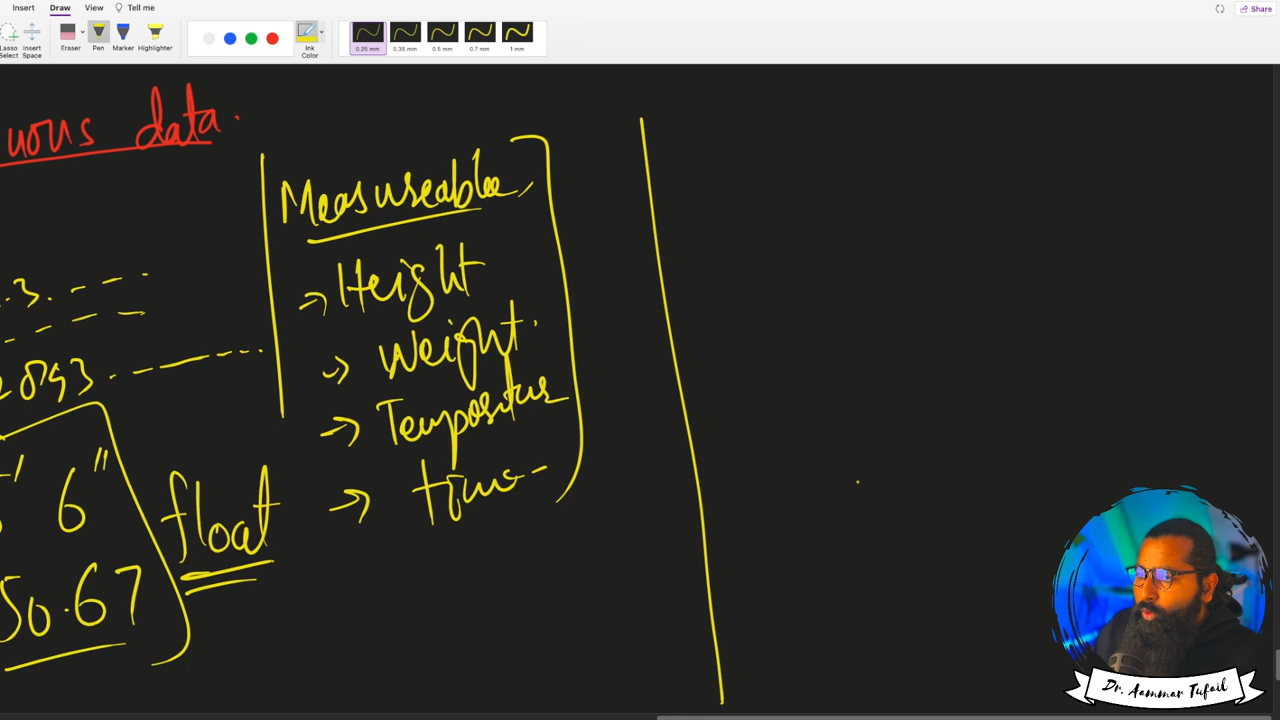 Insert Draw View Tell me
Share
Lasso Select
Insert Space
Eraser
Pen
Marker
Highlighter
Ink Color
0.25 mm
0.35 mm
0.5 mm
0.7 mm
1 mm
uous data.
Measureable,
→ Height
→ Weight.
→ Temperature
→ time
.3. ----
2893. ------
6"
float
50.67
Dr. Aammar Tufail